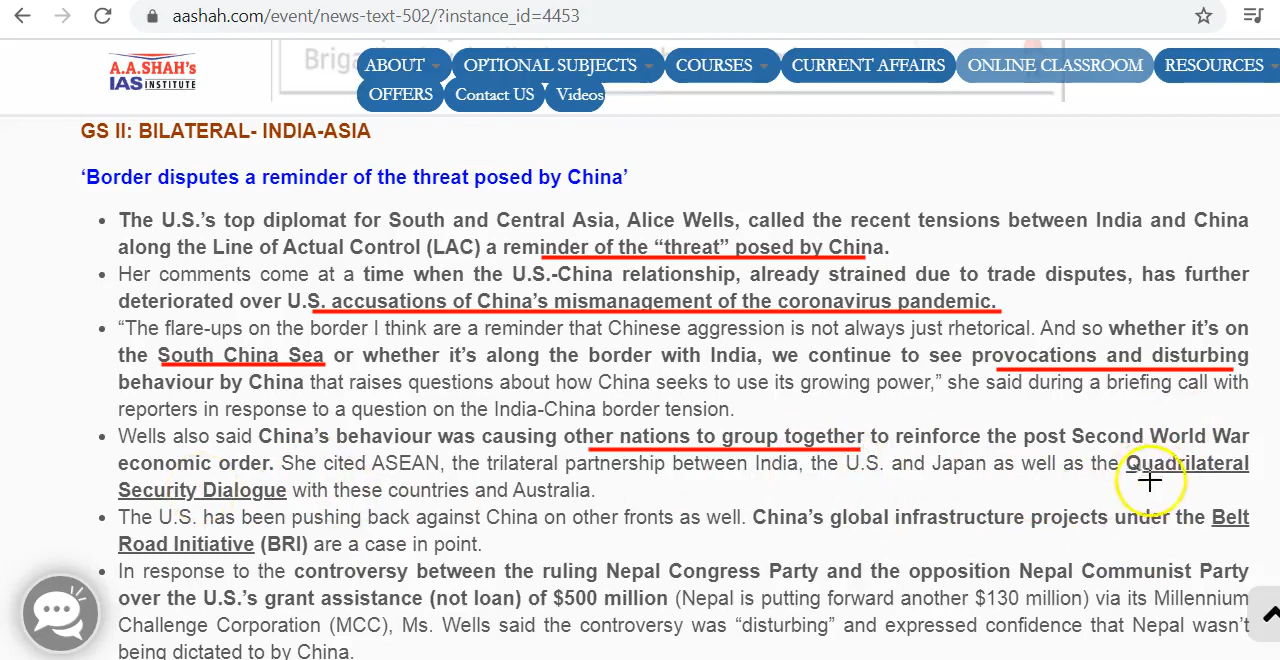 aashah.com/event/news-text-502/?instance_id=4453
A.A.SHAH's
IAS INSTITUTE
Brig
ABOUT OPTIONAL SUBJECTS COURSES CURRENT AFFAIRS ONLINE CLASSROOM RESOURCES
OFFERS Contact US Videos
GS II: BILATERAL- INDIA-ASIA
‘Border disputes a reminder of the threat posed by China’
• The U.S.’s top diplomat for South and Central Asia, Alice Wells, called the recent tensions between India and China
along the Line of Actual Control (LAC) a reminder of the “threat” posed by China.
• Her comments come at a time when the U.S.-China relationship, already strained due to trade disputes, has further
deteriorated over U.S. accusations of China’s mismanagement of the coronavirus pandemic.
• “The flare-ups on the border I think are a reminder that Chinese aggression is not always just rhetorical. And so whether it’s on
the South China Sea or whether it’s along the border with India, we continue to see provocations and disturbing
behaviour by China that raises questions about how China seeks to use its growing power,” she said during a briefing call with
reporters in response to a question on the India-China border tension.
• Wells also said China’s behaviour was causing other nations to group together to reinforce the post Second World War
economic order. She cited ASEAN, the trilateral partnership between India, the U.S. and Japan as well as the Quadrilateral
Security Dialogue with these countries and Australia.
• The U.S. has been pushing back against China on other fronts as well. China’s global infrastructure projects under the Belt
Road Initiative (BRI) are a case in point.
• In response to the controversy between the ruling Nepal Congress Party and the opposition Nepal Communist Party
over the U.S.’s grant assistance (not loan) of $500 million (Nepal is putting forward another $130 million) via its Millennium
Challenge Corporation (MCC), Ms. Wells said the controversy was “disturbing” and expressed confidence that Nepal wasn’t
being dictated to by China.